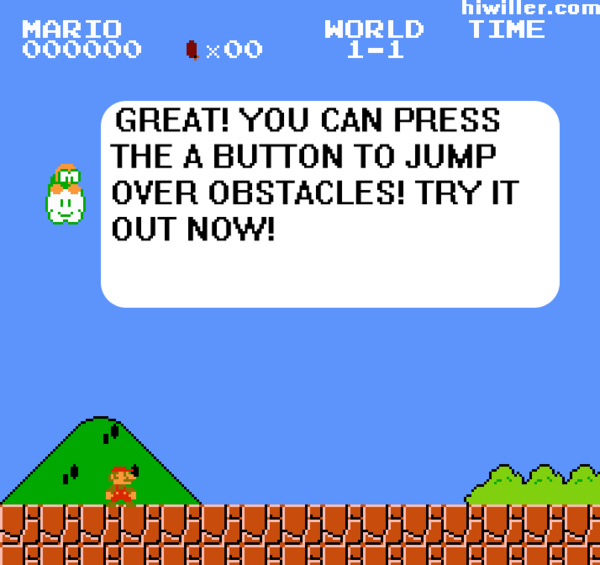 hiwiller.com
MARIO WORLD TIME
000000 x00 1-1
GREAT! YOU CAN PRESS
THE A BUTTON TO JUMP
OVER OBSTACLES! TRY IT
OUT NOW!